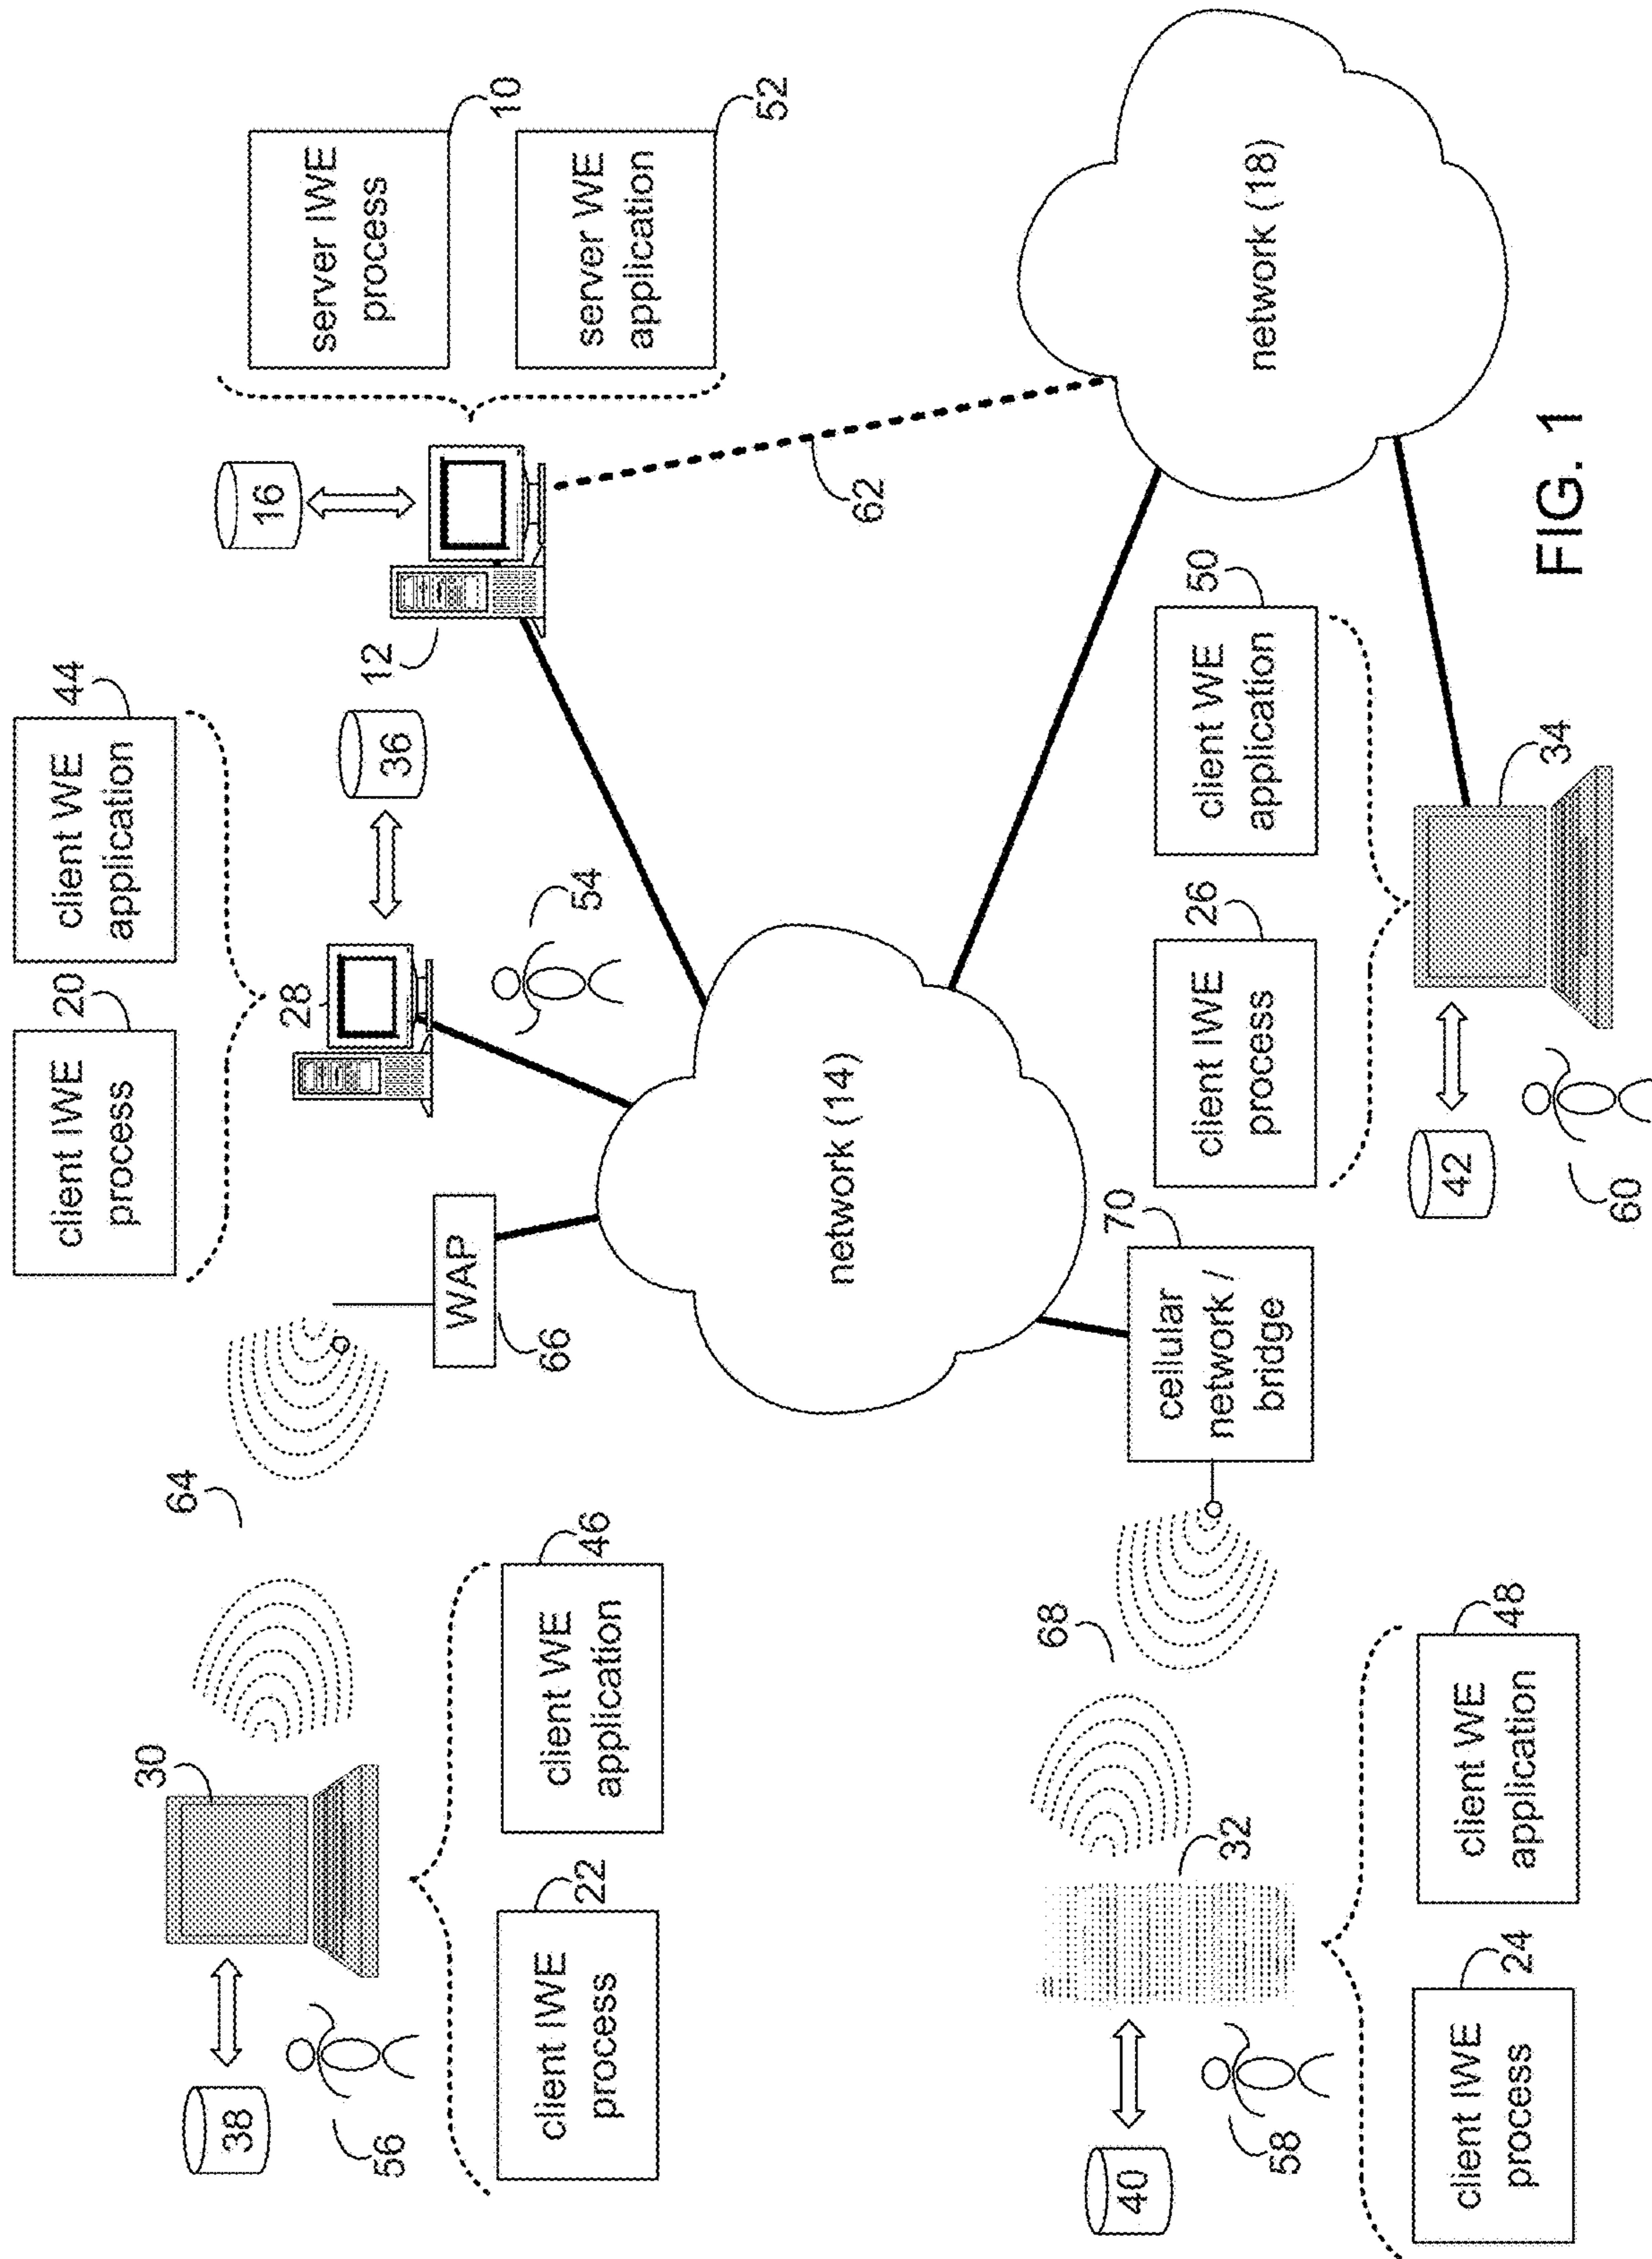 client IWE
process
20
client WE
application
44
28
36
54
12
16
server IWE
process
10
server WE
application
52
64
WAP
66
30
38
56
client IWE
process
22
client WE
application
46
network (14)
62
network (18)
68
cellular
network /
bridge
70
32
40
58
client IWE
process
24
client WE
application
48
client IWE
process
26
client WE
application
50
34
42
60
FIG. 1